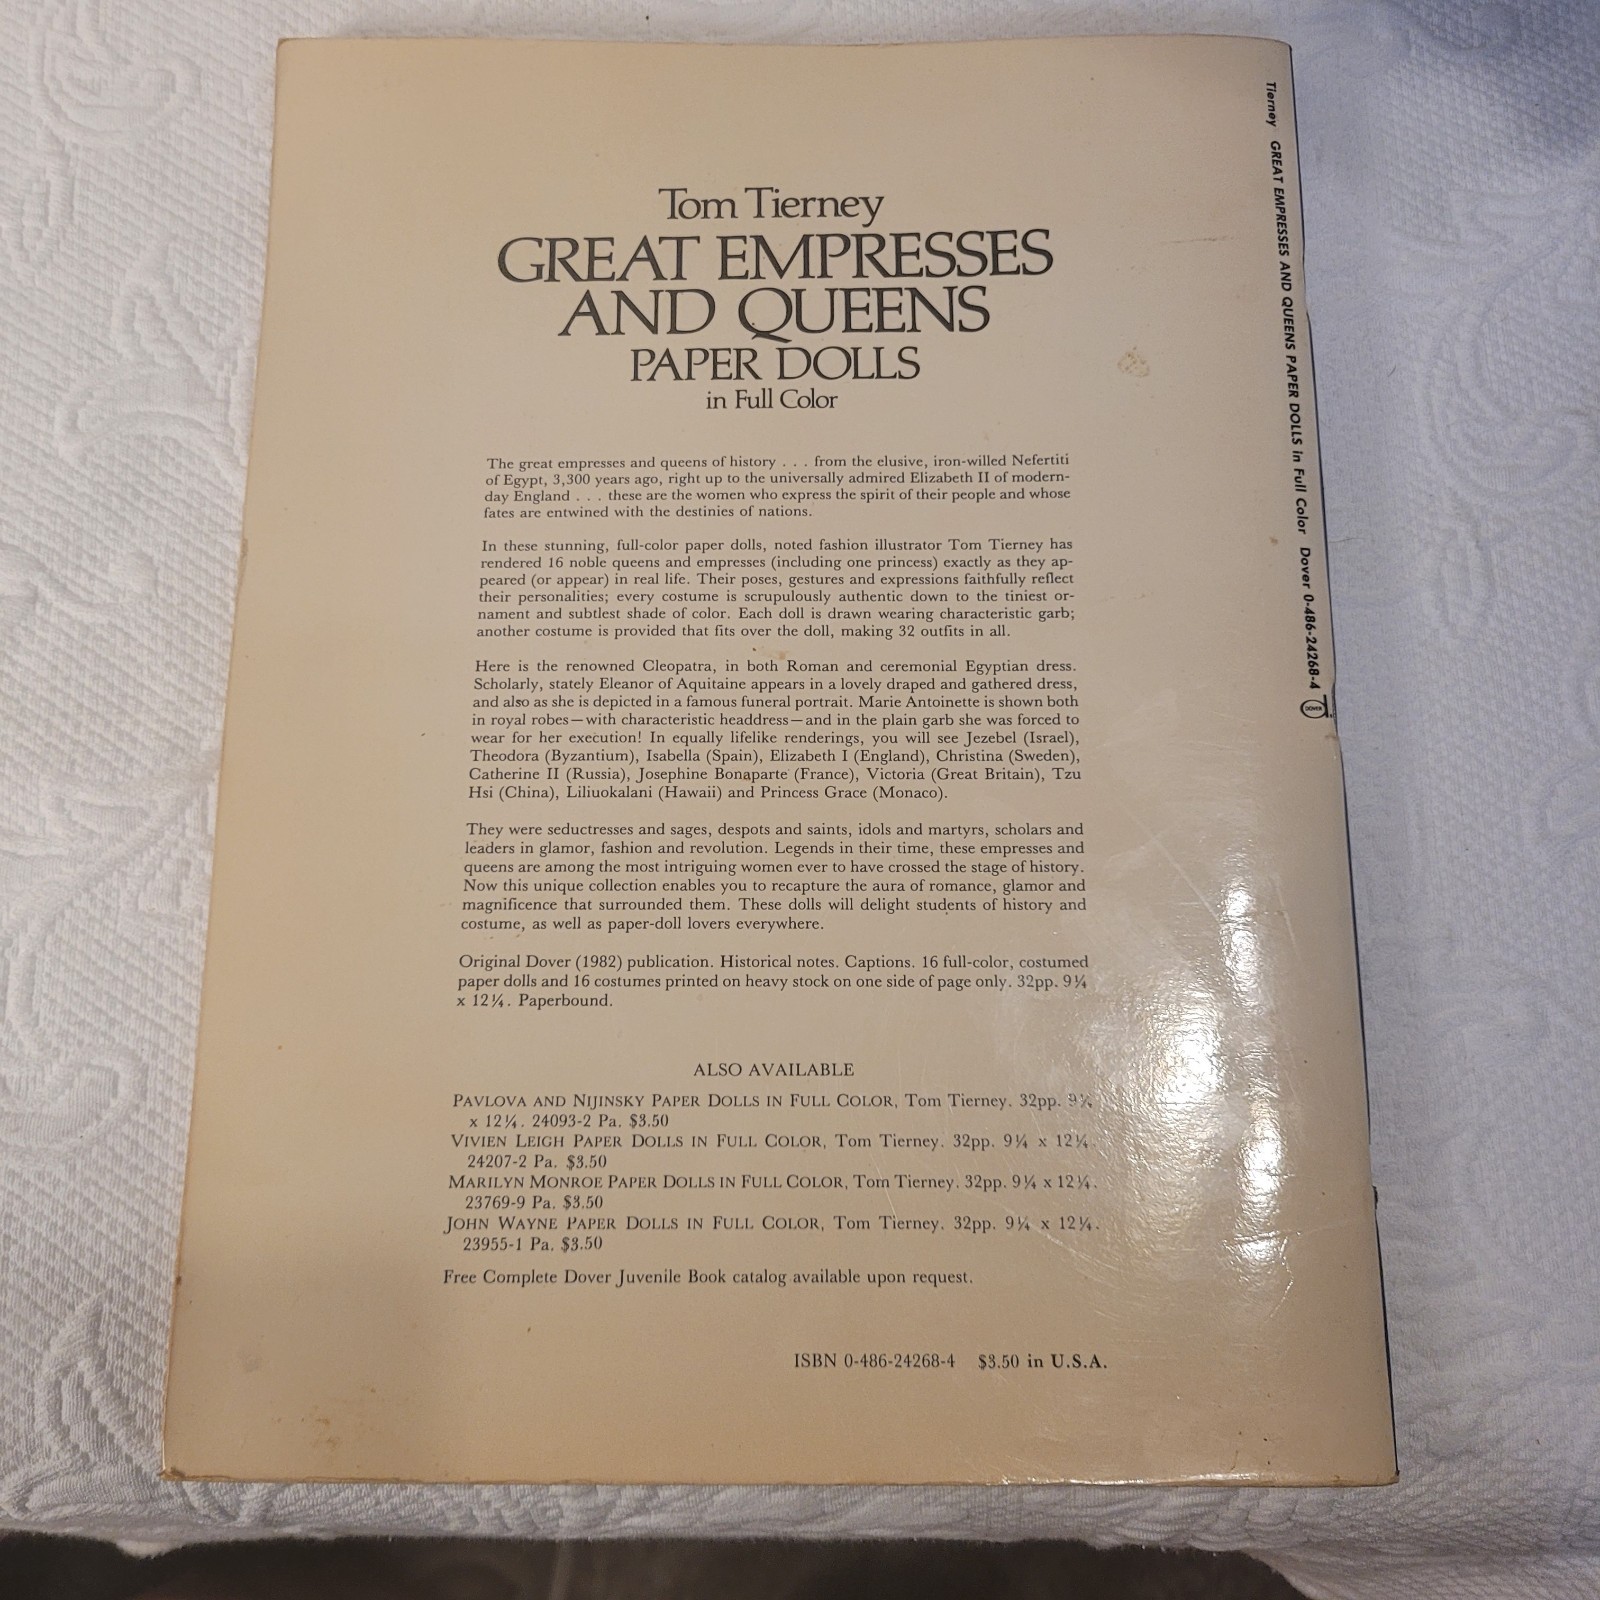 Tom Tierney
GREAT EMPRESSES
AND QUEENS
PAPER DOLLS
in Full Color
The great empresses and queens of history . . . from the elusive, iron-willed Nefertiti
of Egypt, 3,300 years ago, right up to the universally admired Elizabeth II of modern-
day England . . . these are the women who express the spirit of their people and whose
fates are entwined with the destinies of nations.
In these stunning, full-color paper dolls, noted fashion illustrator Tom Tierney has
rendered 16 noble queens and empresses (including one princess) exactly as they ap-
peared (or appear) in real life. Their poses, gestures and expressions faithfully reflect
their personalities; every costume is scrupulously authentic down to the tiniest or-
nament and subtlest shade of color. Each doll is drawn wearing characteristic garb;
another costume is provided that fits over the doll, making 32 outfits in all.
Here is the renowned Cleopatra, in both Roman and ceremonial Egyptian dress.
Scholarly, stately Eleanor of Aquitaine appears in a lovely draped and gathered dress,
and also as she is depicted in a famous funeral portrait. Marie Antoinette is shown both
in royal robes—with characteristic headdress—and in the plain garb she was forced to
wear for her execution! In equally lifelike renderings, you will see Jezebel (Israel),
Theodora (Byzantium), Isabella (Spain), Elizabeth I (England), Christina (Sweden),
Catherine II (Russia), Josephine Bonaparte (France), Victoria (Great Britain), Tzu
Hsi (China), Liliuokalani (Hawaii) and Princess Grace (Monaco).
They were seductresses and sages, despots and saints, idols and martyrs, scholars and
leaders in glamor, fashion and revolution. Legends in their time, these empresses and
queens are among the most intriguing women ever to have crossed the stage of history.
Now this unique collection enables you to recapture the aura of romance, glamor and
magnificence that surrounded them. These dolls will delight students of history and
costume, as well as paper-doll lovers everywhere.
Original Dover (1982) publication. Historical notes. Captions. 16 full-color, costumed
paper dolls and 16 costumes printed on heavy stock on one side of page only. 32pp. 9¼
x 12¼. Paperbound.
ALSO AVAILABLE
PAVLOVA AND NIJINSKY PAPER DOLLS IN FULL COLOR, Tom Tierney. 32pp. 9¼
x 12¼. 24093-2 Pa. $3.50
VIVIEN LEIGH PAPER DOLLS IN FULL COLOR, Tom Tierney. 32pp. 9¼ x 12¼.
24207-2 Pa. $3.50
MARILYN MONROE PAPER DOLLS IN FULL COLOR, Tom Tierney. 32pp. 9¼ x 12¼.
23769-9 Pa. $3.50
JOHN WAYNE PAPER DOLLS IN FULL COLOR, Tom Tierney. 32pp. 9¼ x 12¼.
23955-1 Pa. $3.50
Free Complete Dover Juvenile Book catalog available upon request.
ISBN 0-486-24268-4 $3.50 in U.S.A.
Tierney GREAT EMPRESSES AND QUEENS PAPER DOLLS in Full Color Dover 0-486-24268-4
DOVER